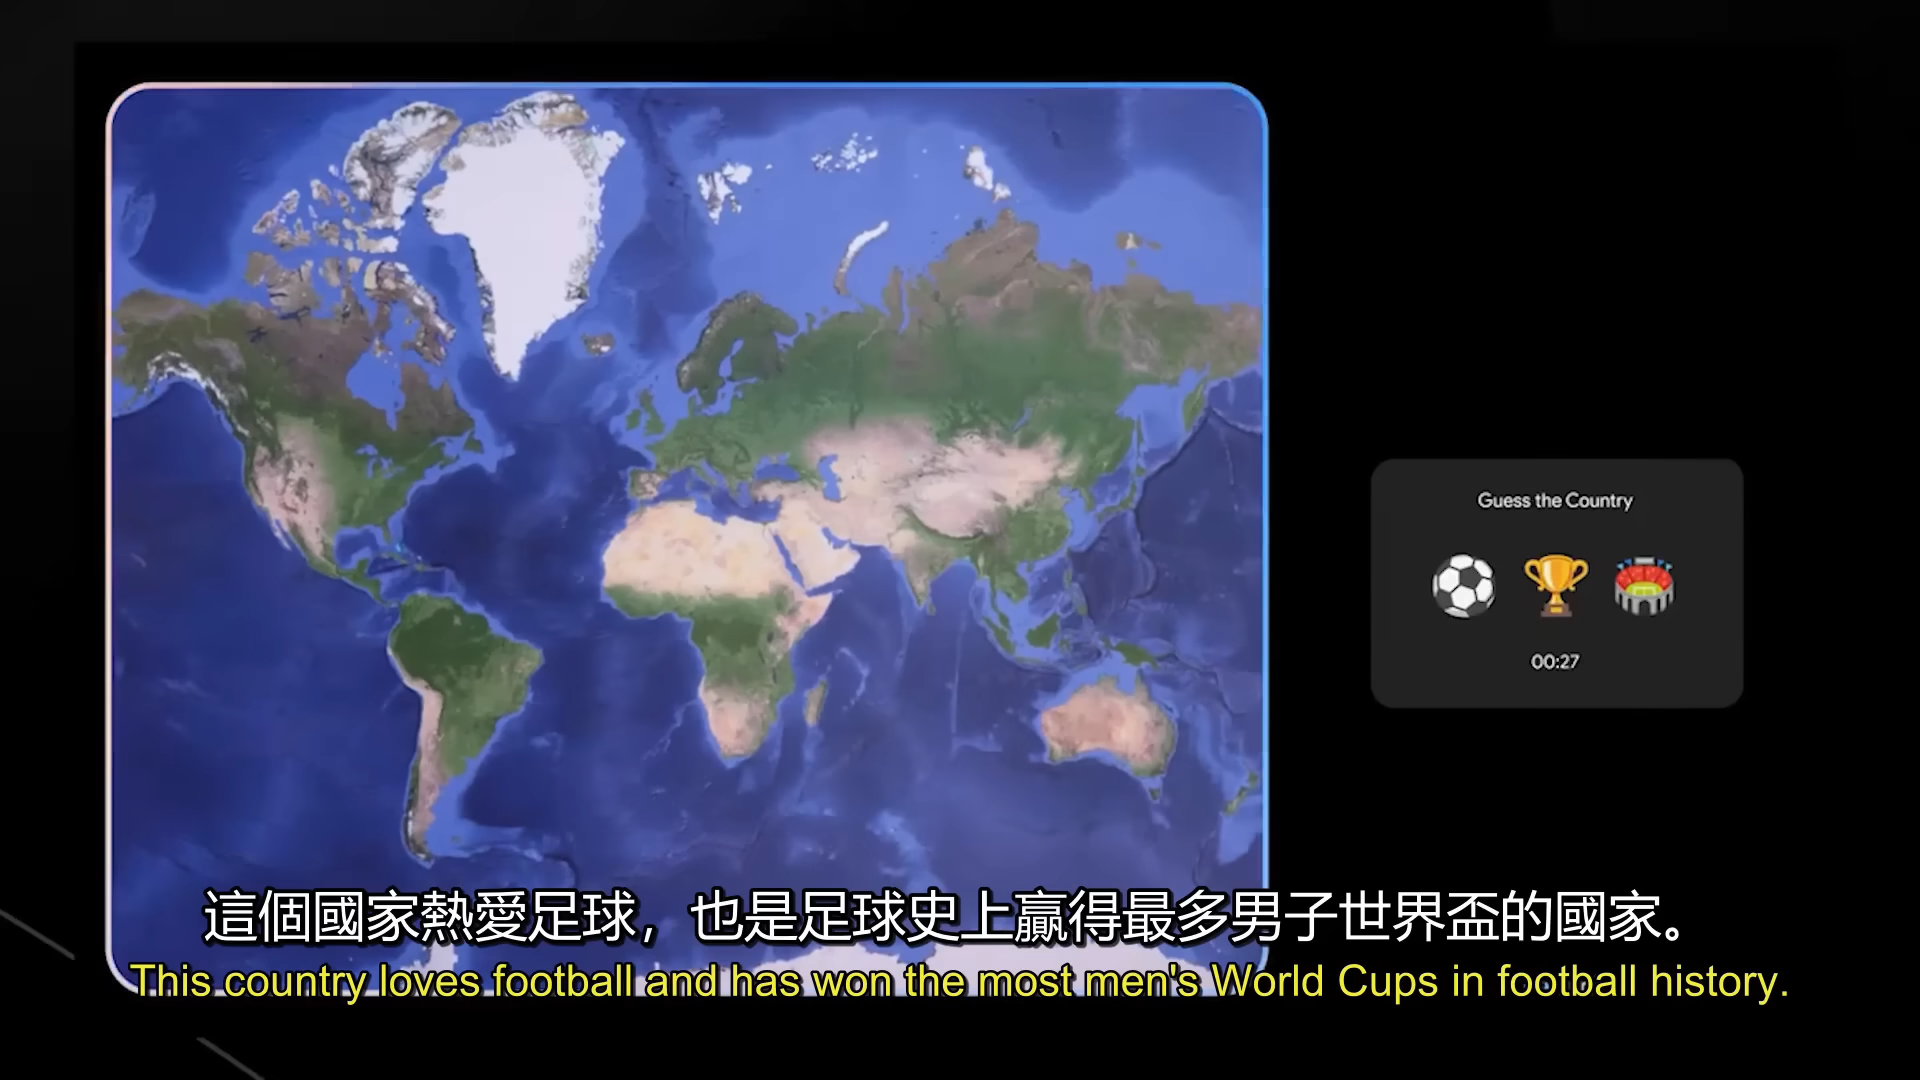 Guess the Country
00:27
這個國家熱愛足球，也是足球史上贏得最多男子世界盃的國家。
This country loves football and has won the most men's World Cups in football history.